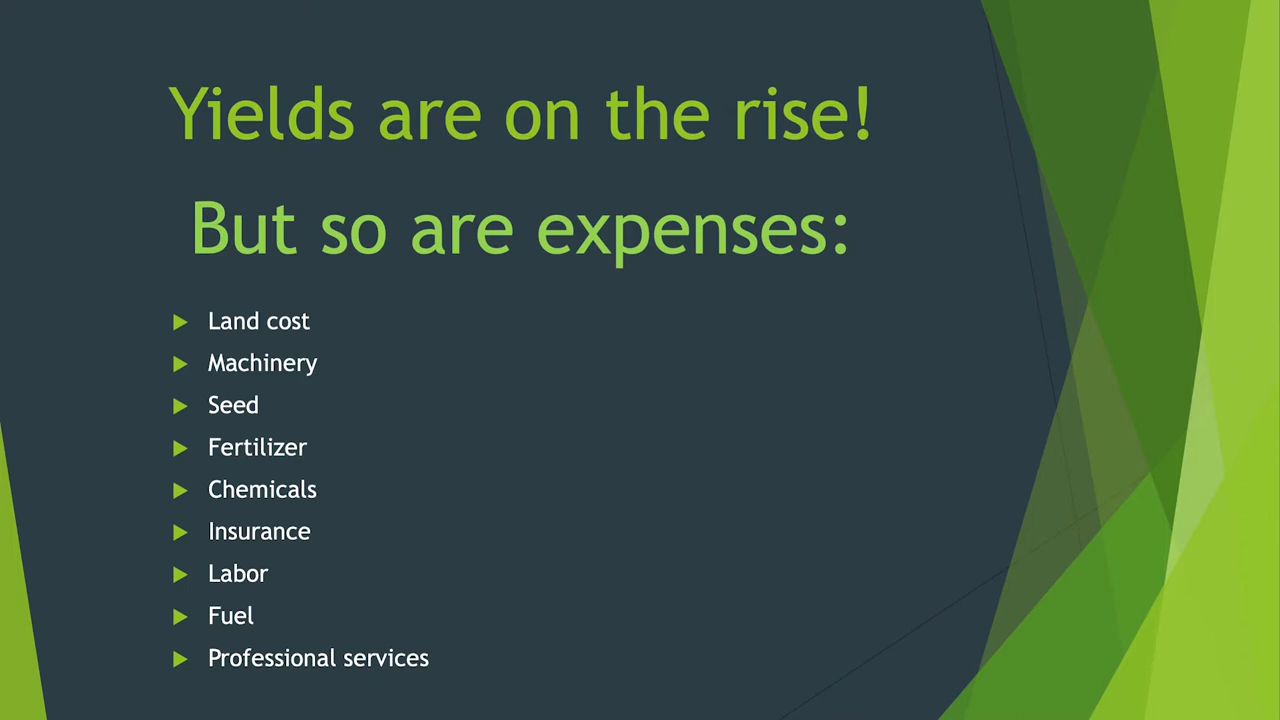 Yields are on the rise!
But so are expenses:
Land cost
Machinery
Seed
Fertilizer
Chemicals
Insurance
Labor
Fuel
Professional services